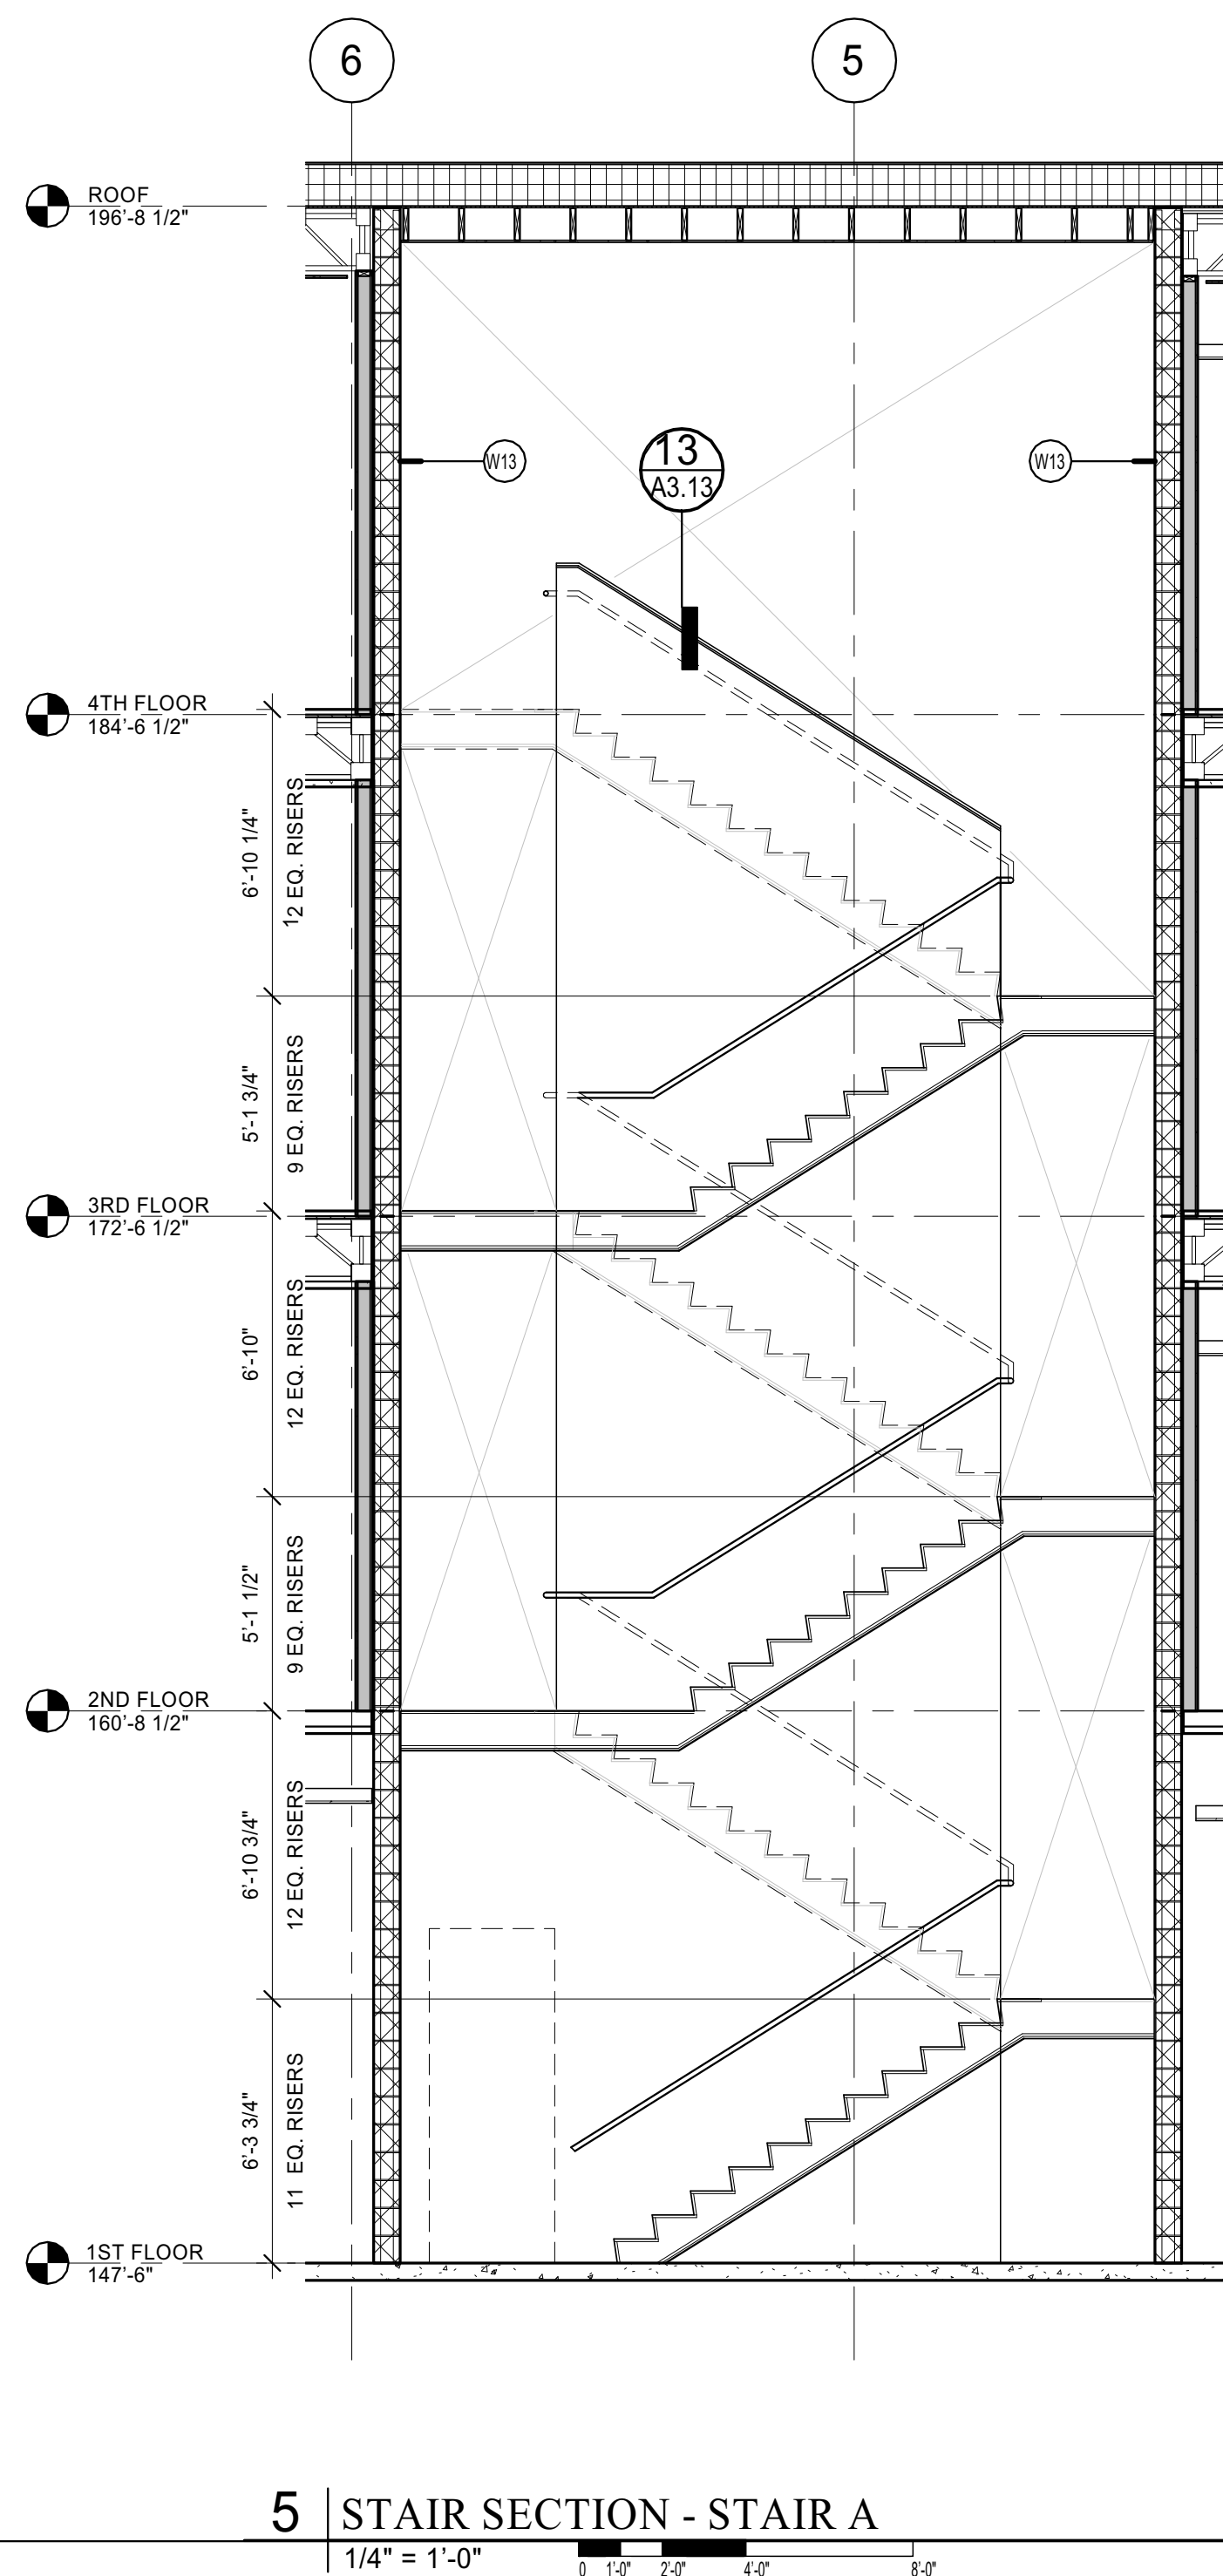 6
5
ROOF
196'-8 1/2"
W13
13
A3.13
W13
4TH FLOOR
184'-6 1/2"
6'-10 1/4"
12 EQ. RISERS
5'-1 3/4"
9 EQ. RISERS
3RD FLOOR
172'-6 1/2"
6'-10"
12 EQ. RISERS
5'-1 1/2"
9 EQ. RISERS
2ND FLOOR
160'-8 1/2"
6'-10 3/4"
12 EQ. RISERS
6'-3 3/4"
11 EQ. RISERS
1ST FLOOR
147'-6"
5 STAIR SECTION - STAIR A
1/4" = 1'-0"
0 1'-0" 2'-0" 4'-0" 8'-0"